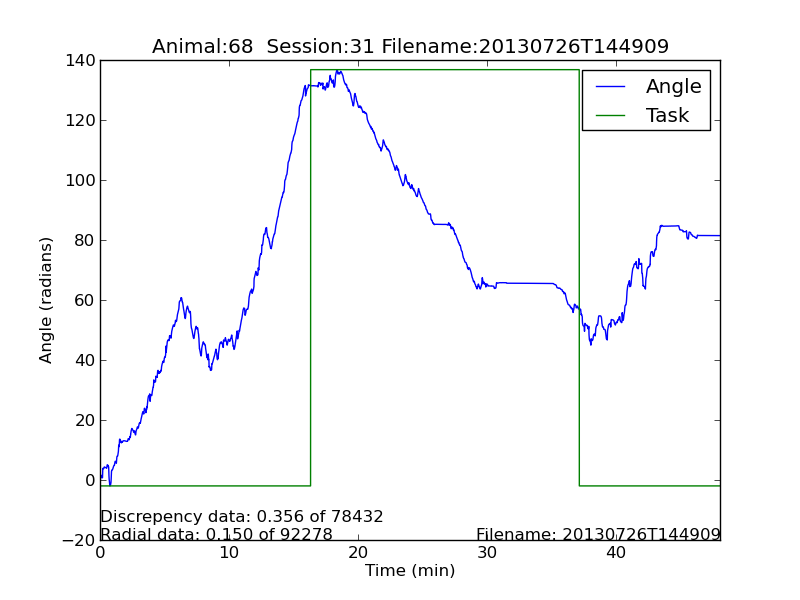 Animal:68  Session:31 Filename:20130726T144909
140
120
100
80
60
40
20
0
−20
Angle (radians)
Angle
Task
Discrepancy data: 0.356 of 78432
Radial data: 0.150 of 92278
Filename: 20130726T144909
0 10 20 30 40
Time (min)